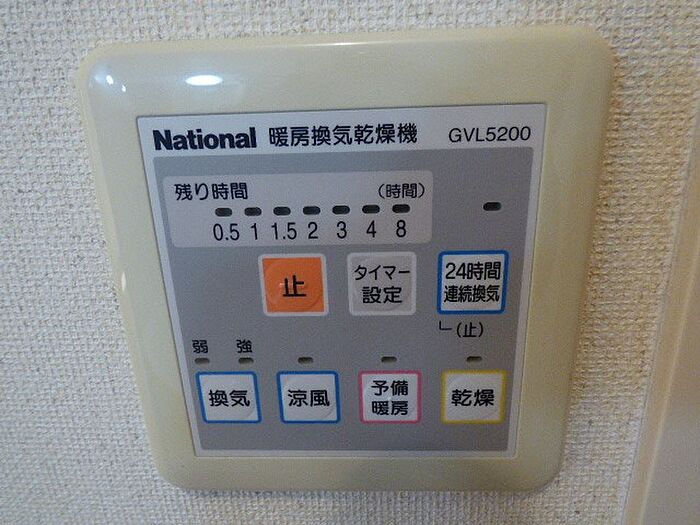 National 暖房換気乾燥機 GVL5200
残り時間 (時間)
0.5 1 1.5 2 3 4 8
止
タイマー
設定
24時間
連続換気
(止)
弱 強
換気
涼風
予備
暖房
乾燥